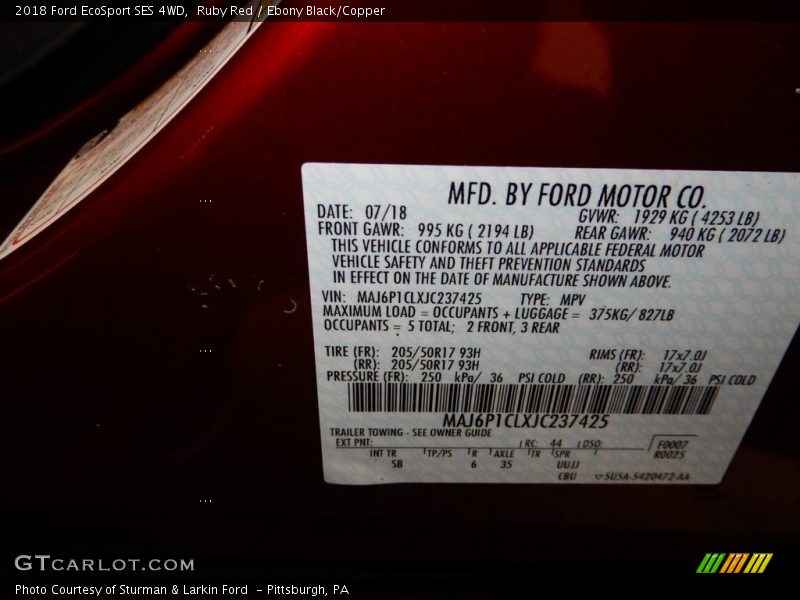 2018 Ford EcoSport SES 4WD,  Ruby Red / Ebony Black/Copper
MFD. BY FORD MOTOR CO.
DATE: 07/18 GVWR: 1929 KG ( 4253 LB)
FRONT GAWR: 995 KG ( 2194 LB) REAR GAWR: 940 KG ( 2072 LB)
THIS VEHICLE CONFORMS TO ALL APPLICABLE FEDERAL MOTOR
VEHICLE SAFETY AND THEFT PREVENTION STANDARDS
IN EFFECT ON THE DATE OF MANUFACTURE SHOWN ABOVE.
VIN: MAJ6P1CLXJC237425 TYPE: MPV
MAXIMUM LOAD = OCCUPANTS + LUGGAGE = 375KG/ 827LB
OCCUPANTS = 5 TOTAL; 2 FRONT, 3 REAR
TIRE (FR): 205/50R17 93H RIMS (FR): 17x7.0J
(RR): 205/50R17 93H (RR): 17x7.0J
PRESSURE (FR): 250 kPa/ 36 PSI COLD (RR): 250 kPa/ 36 PSI COLD
MAJ6P1CLXJC237425
TRAILER TOWING - SEE OWNER GUIDE
EXT PNT: RC: 44 DSO: F0007
R0025
INT TR TP/PS R AXLE TR SPR
SB 6 35 UUJJ
CBU 5U5A-5420472-AA
GTCARLOT.COM
Photo Courtesy of Sturman & Larkin Ford  - Pittsburgh, PA